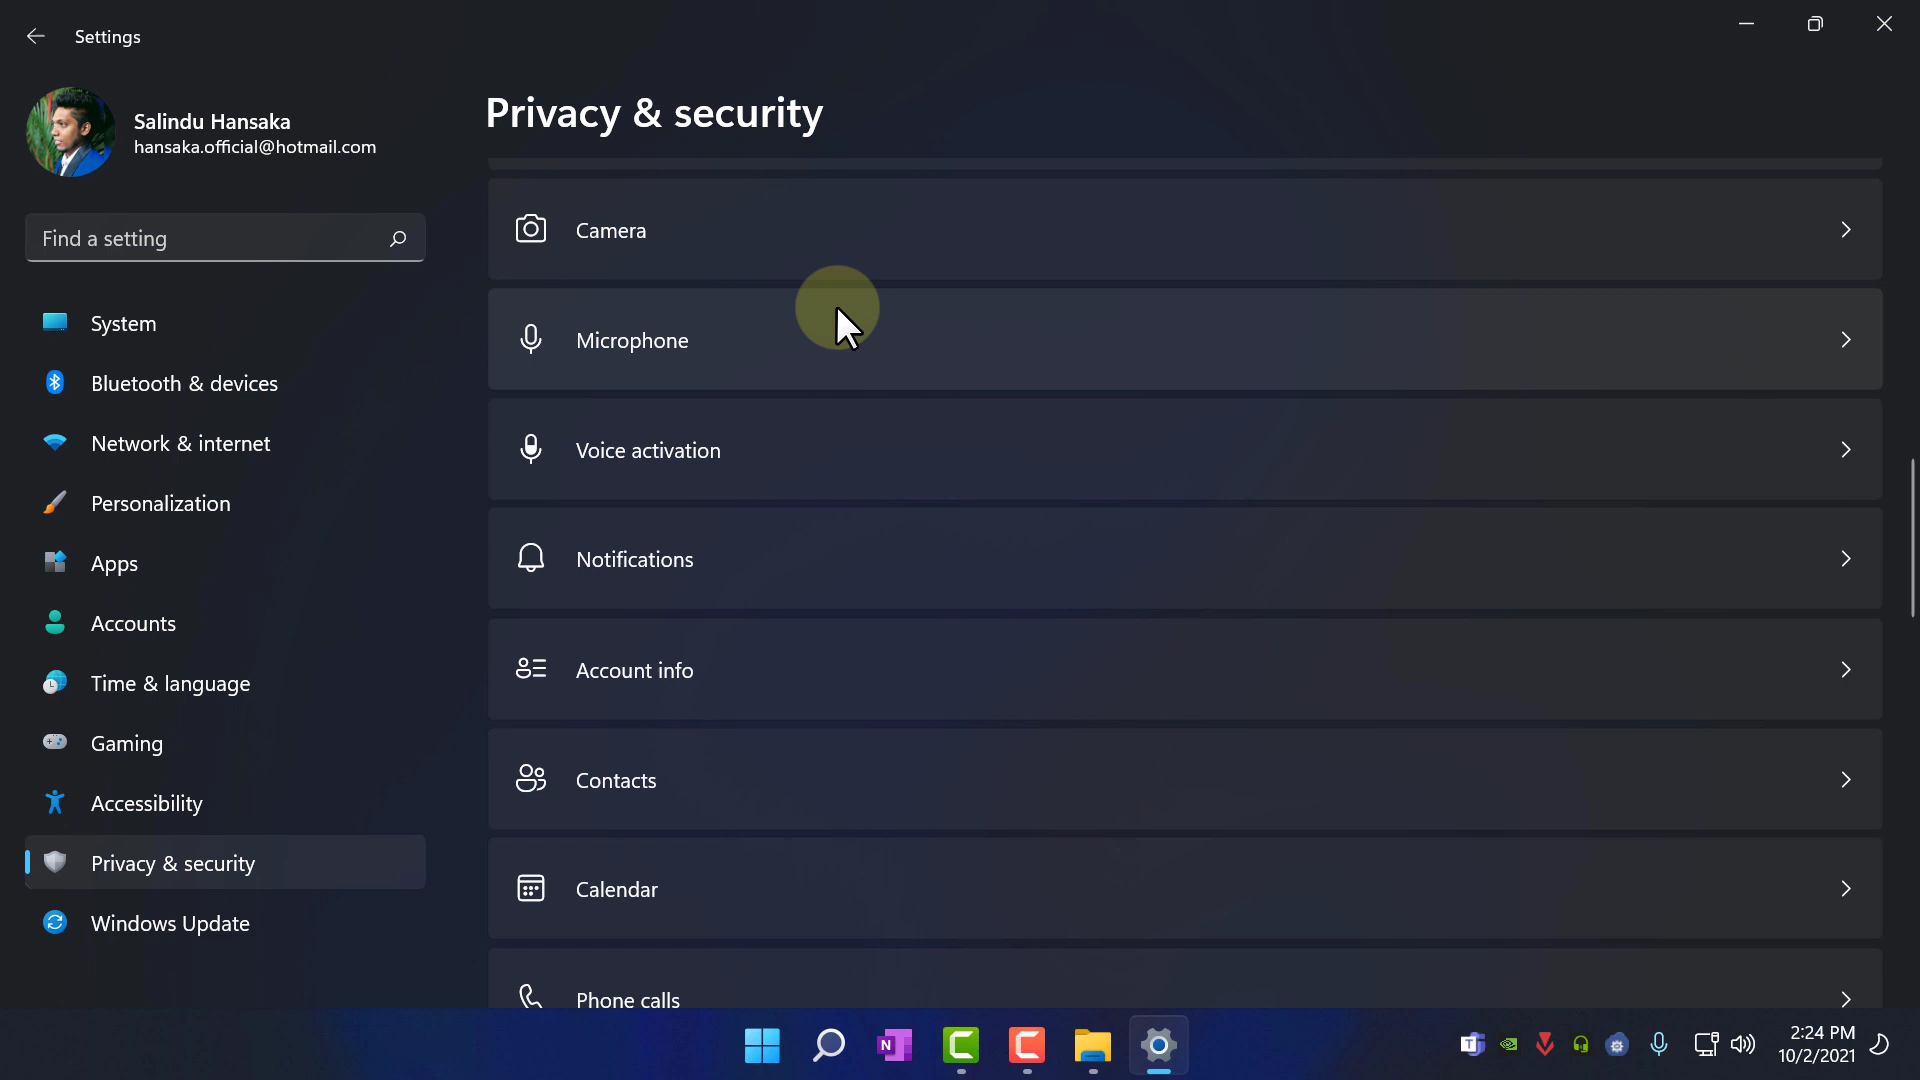 Settings
Salindu Hansaka
hansaka.official@hotmail.com
Find a setting
System
Bluetooth & devices
Network & internet
Personalization
Apps
Accounts
Time & language
Gaming
Accessibility
Privacy & security
Windows Update
Privacy & security
Camera
Microphone
Voice activation
Notifications
Account info
Contacts
Calendar
Phone calls
2:24 PM
10/2/2021